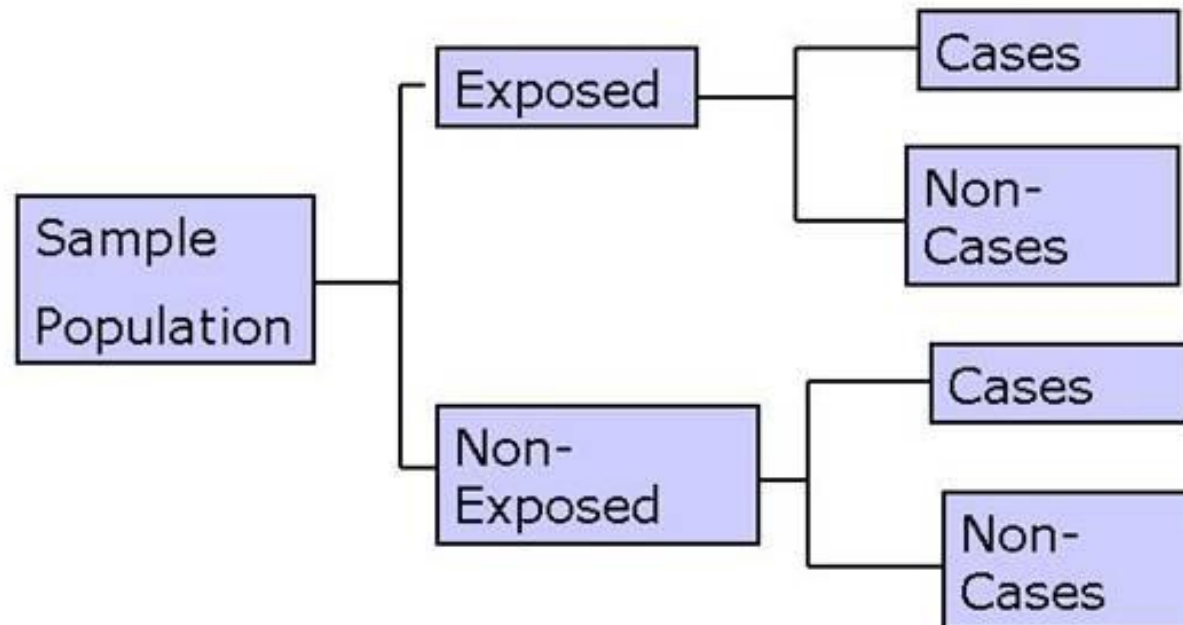 Sample
Population
Exposed
Cases
Non-
Cases
Non-
Exposed
Cases
Non-
Cases